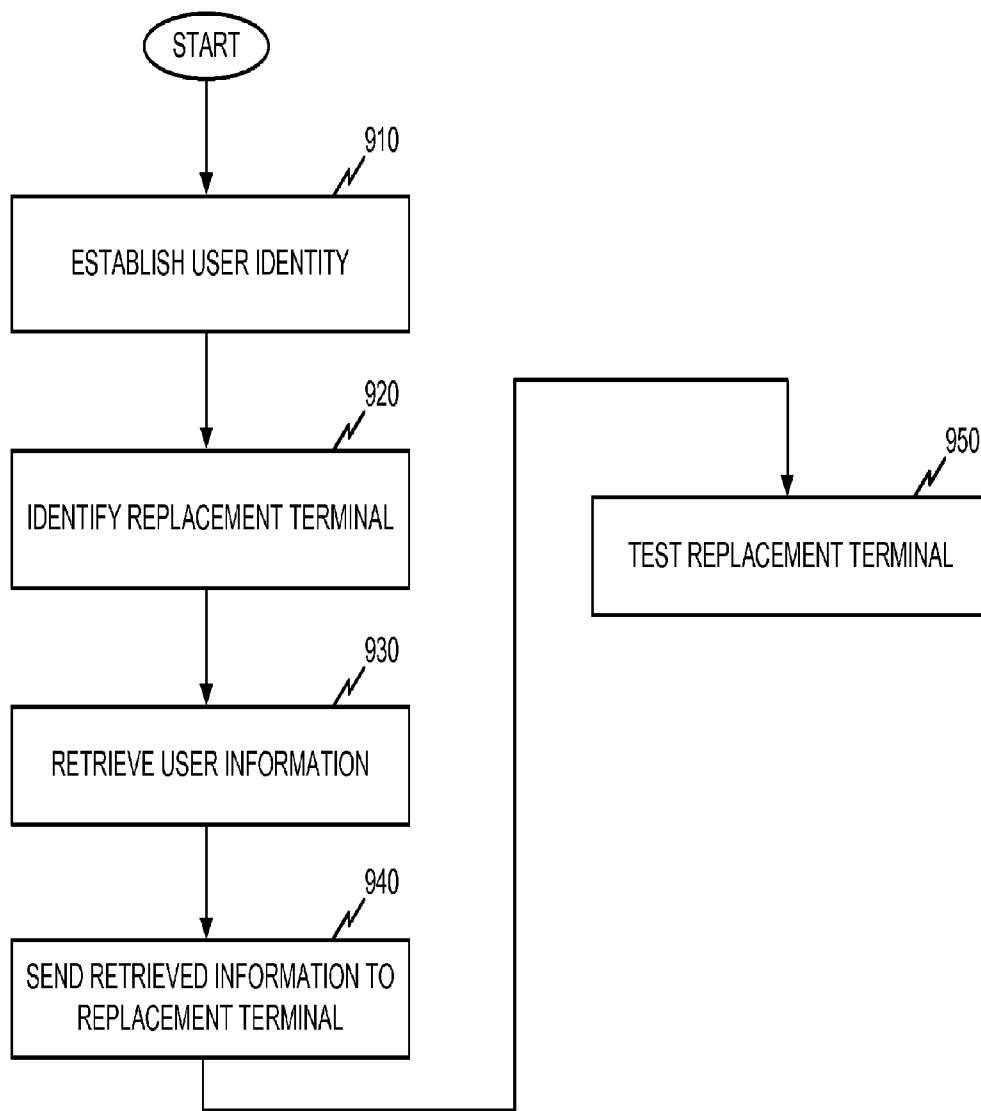 START
910
ESTABLISH USER IDENTITY
920
IDENTIFY REPLACEMENT TERMINAL
930
RETRIEVE USER INFORMATION
940
SEND RETRIEVED INFORMATION TO
REPLACEMENT TERMINAL
950
TEST REPLACEMENT TERMINAL